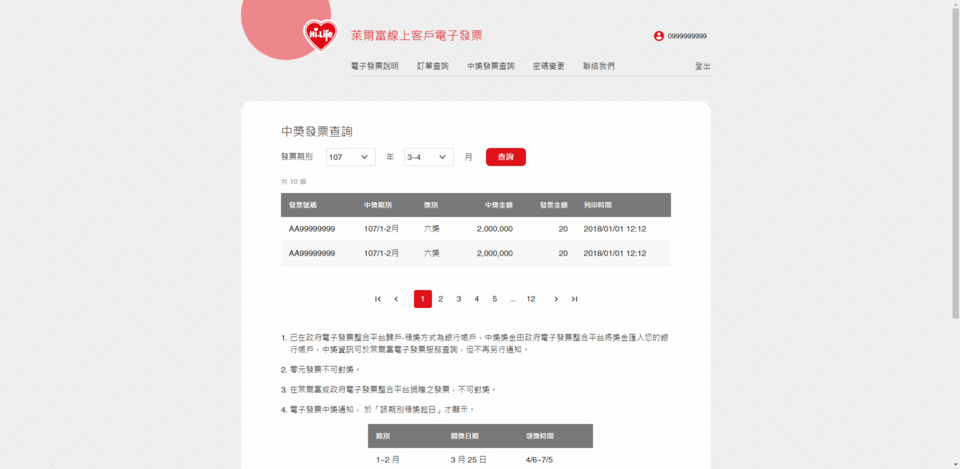 Hi-Life
萊爾富線上客戶電子發票
0999999999
電子發票說明 訂單查詢 中獎發票查詢 密碼變更 聯絡我們 登出
中獎發票查詢
發票期別 107 年 3~4 月 查詢
共 10 筆
發票號碼 中獎期別 獎別 中獎金額 發票金額 列印時間
AA99999999 107/1-2月 六獎 2,000,000 20 2018/01/01 12:12
AA99999999 107/1-2月 六獎 2,000,000 20 2018/01/01 12:12
1 2 3 4 5 ... 12
1. 已在政府電子發票整合平台歸戶-領獎方式為銀行帳戶，中獎獎金由政府電子發票整合平台將獎金匯入您的銀
行帳戶，中獎資訊可於萊爾富電子發票服務查詢，但不再另行通知。
2. 零元發票不可對獎。
3. 在萊爾富或政府電子發票整合平台捐贈之發票，不可對獎。
4. 電子發票中獎通知， 於「該期別領獎起日」才顯示。
期別 開獎日期 領獎時間
1~2 月 3 月 25 日 4/6~7/5